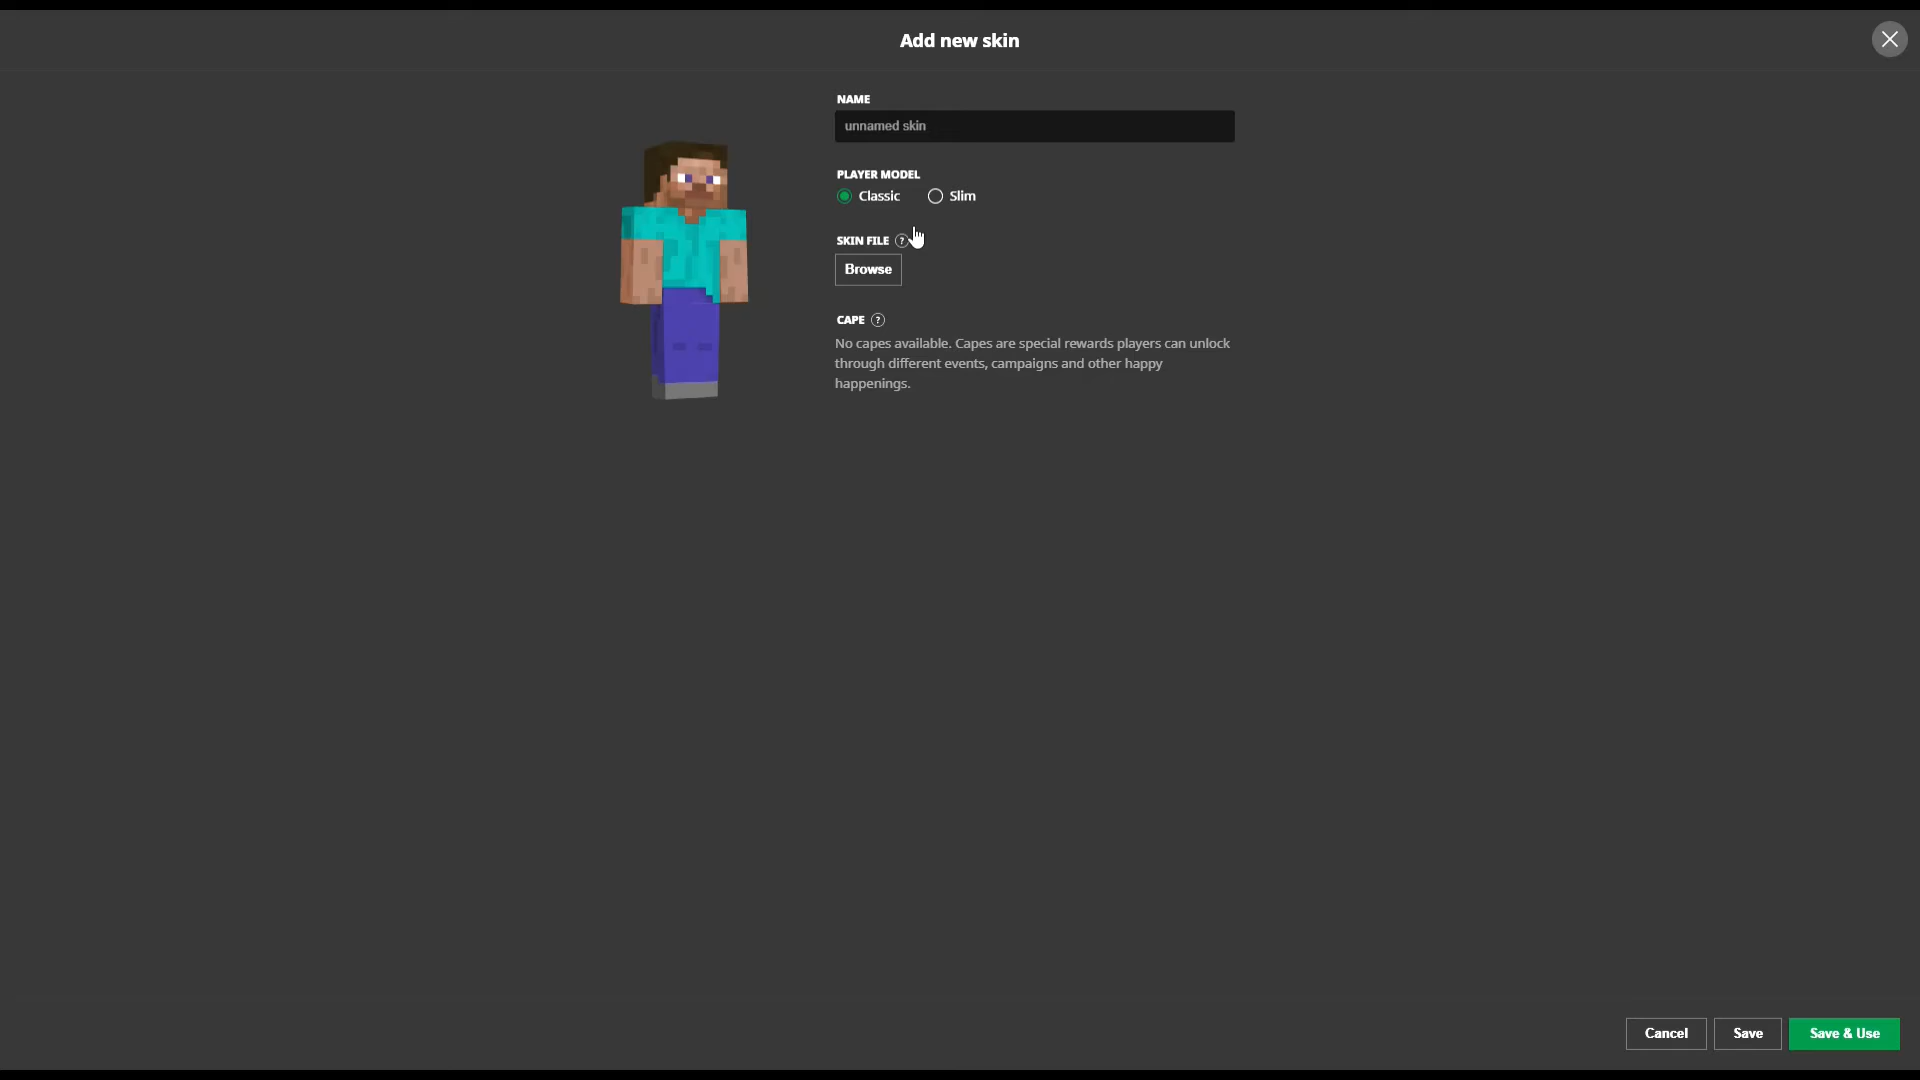 Add new skin
NAME
unnamed skin
PLAYER MODEL
Classic Slim
SKIN FILE ?
Browse
CAPE ?
No capes available. Capes are special rewards players can unlock
through different events, campaigns and other happy
happenings.
Cancel Save Save & Use